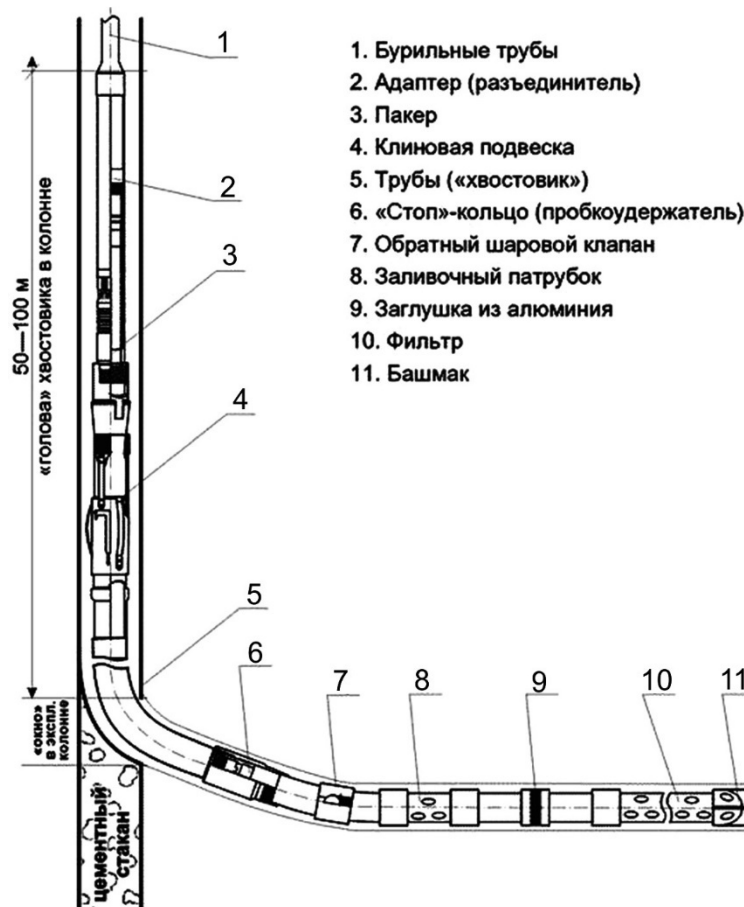 1
1. Бурильные трубы
2. Адаптер (разъединитель)
3. Пакер
4. Клиновая подвеска
5. Трубы («хвостовик»)
6. «Стоп»-кольцо (пробкоудержатель)
7. Обратный шаровой клапан
8. Заливочный патрубок
9. Заглушка из алюминия
10. Фильтр
11. Башмак
2
3
4
50—100 м
«голова» хвостовика в колонне
5
6
7
8
9
10
11
«окно»
в экспл.
колонне
цементный
стакан